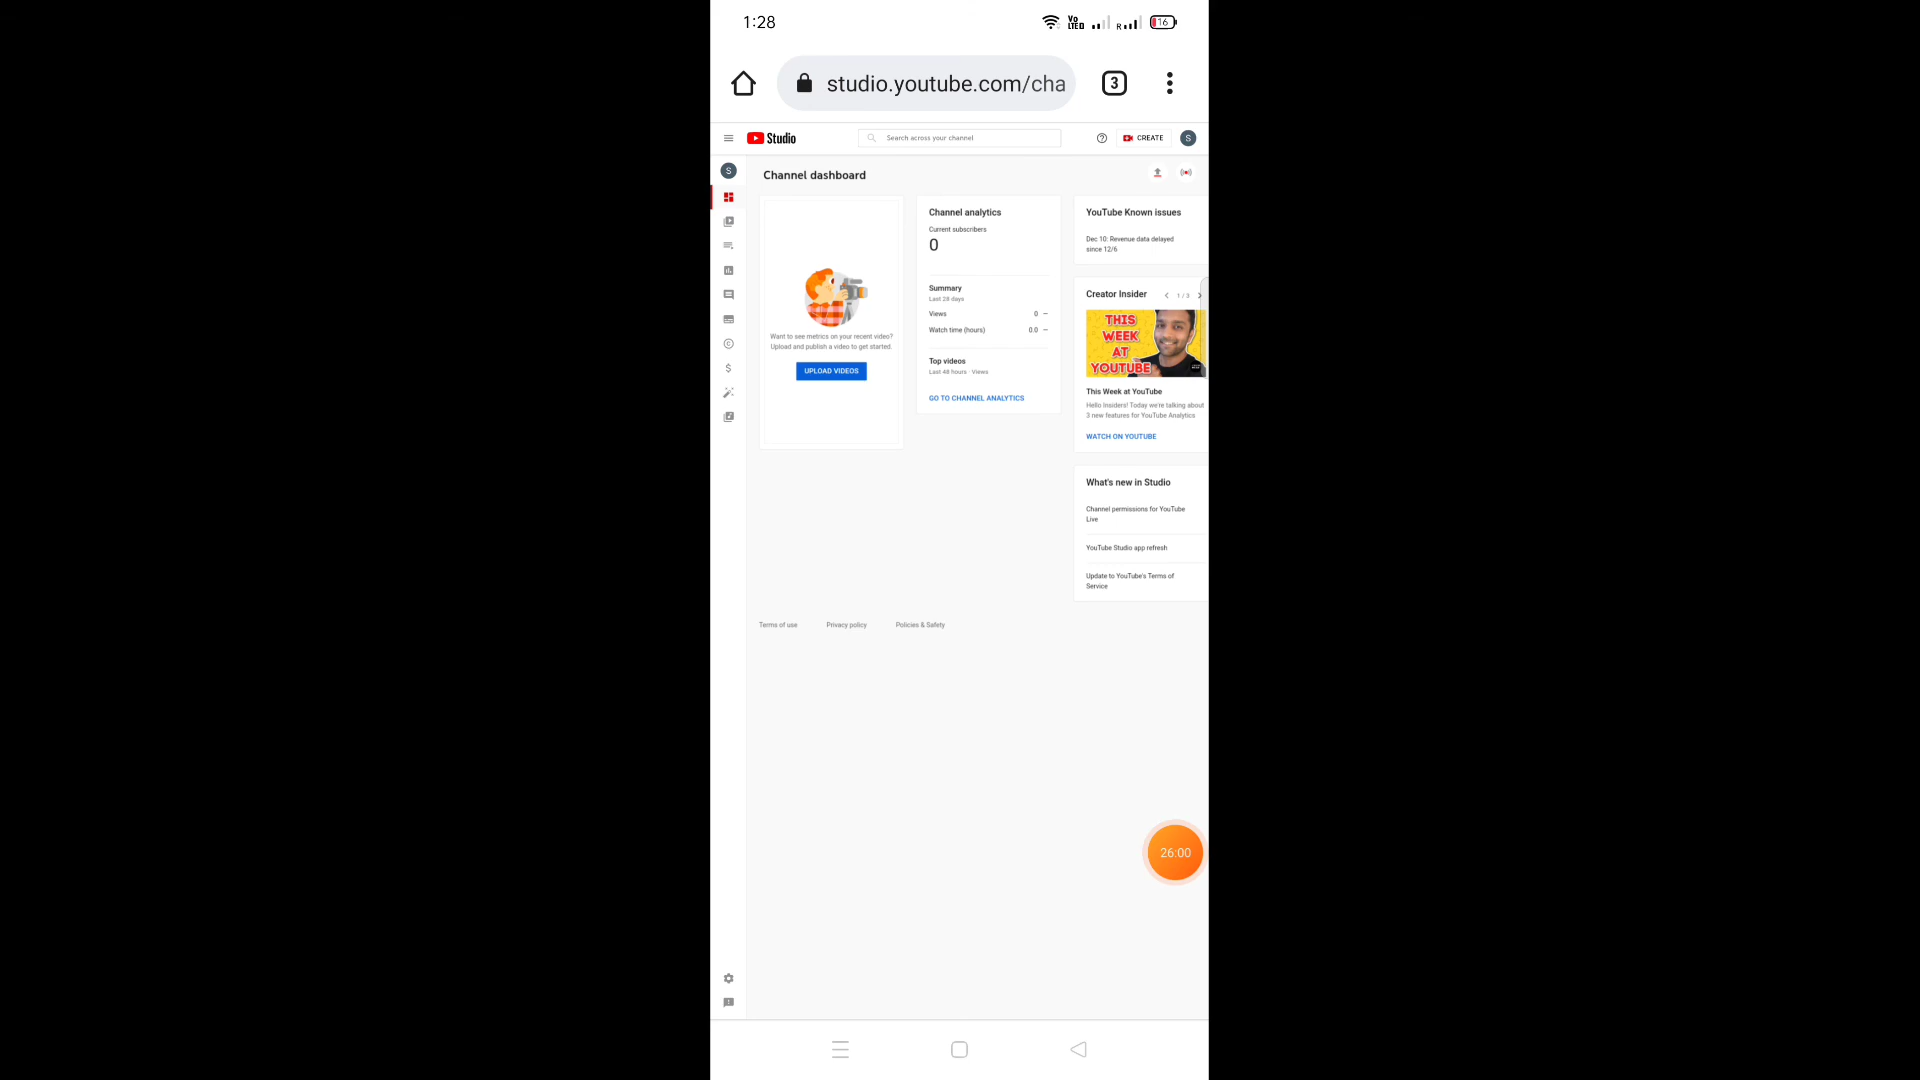 1:28
Vo
LTE
R
16
studio.youtube.com/cha
3
Studio
Search across your channel
CREATE
S
S
Channel dashboard
Want to see metrics on your recent video?
Upload and publish a video to get started.
UPLOAD VIDEOS
Channel analytics
Current subscribers
0
Summary
Last 28 days
Views 0 —
Watch time (hours) 0.0 —
Top videos
Last 48 hours · Views
GO TO CHANNEL ANALYTICS
YouTube Known issues
Dec 10: Revenue data delayed
since 12/6
Creator Insider
1 / 3
THIS
WEEK
AT
YOUTUBE
This Week at YouTube
Hello Insiders! Today we're talking about
3 new features for YouTube Analytics
WATCH ON YOUTUBE
What's new in Studio
Channel permissions for YouTube
Live
YouTube Studio app refresh
Update to YouTube's Terms of
Service
Terms of use
Privacy policy
Policies & Safety
26:00